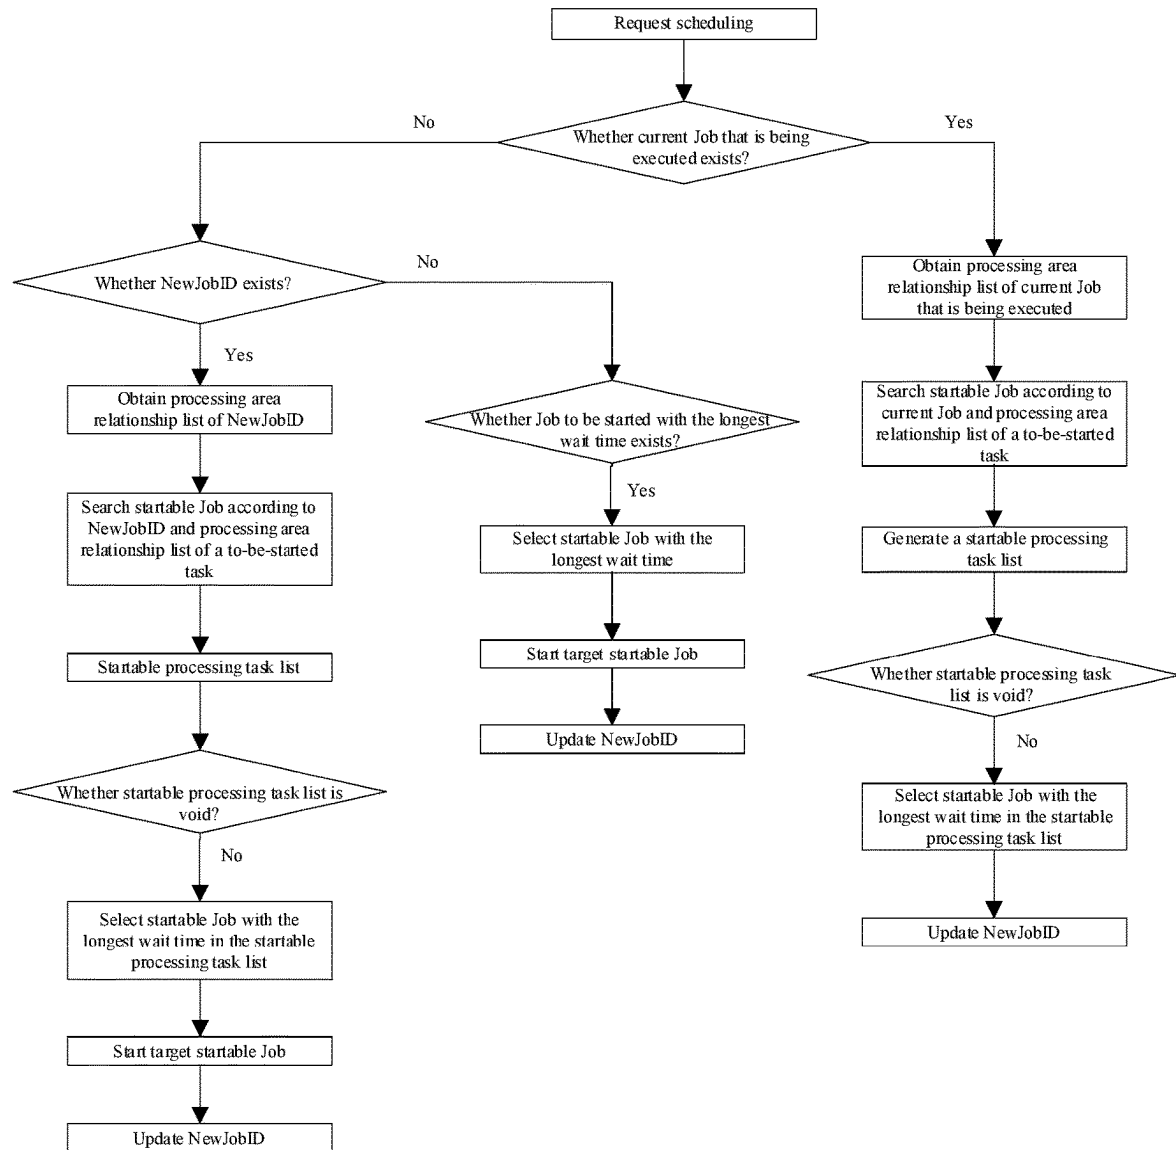 Request scheduling
No
Yes
Whether current Job that is being
executed exists?
Whether NewJobID exists?
No
Obtain processing area
relationship list of current Job
that is being executed
Yes
Obtain processing area
relationship list of NewJobID
Whether Job to be started with the longest
wait time exists?
Search startable Job according to
current Job and processing area
relationship list of a to-be-started
task
Search startable Job according to
NewJobID and processing area
relationship list of a to-be-started
task
Yes
Select startable Job with the
longest wait time
Generate a startable processing
task list
Startable processing task list
Start target startable Job
Whether startable processing task
list is void?
Update NewJobID
No
Whether startable processing task list is
void?
Select startable Job with the
longest wait time in the startable
processing task list
No
Select startable Job with the
longest wait time in the startable
processing task list
Update NewJobID
Start target startable Job
Update NewJobID